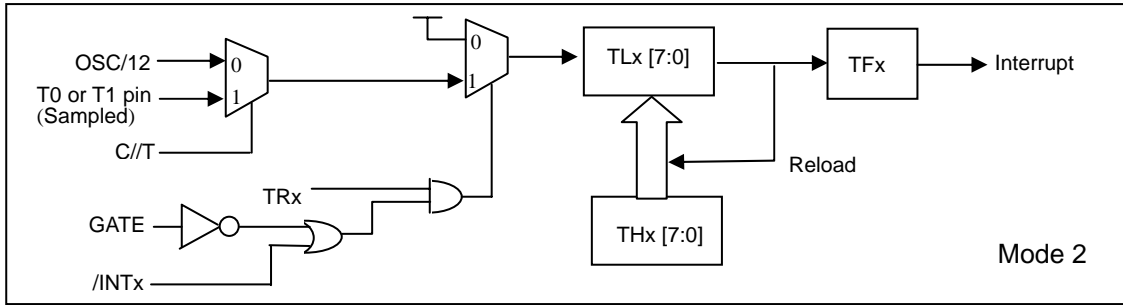 OSC/12
T0 or T1 pin
(Sampled)
C//T
0
1
0
1
TLx [7:0]
TFx
Interrupt
Reload
TRx
GATE
/INTx
THx [7:0]
Mode 2